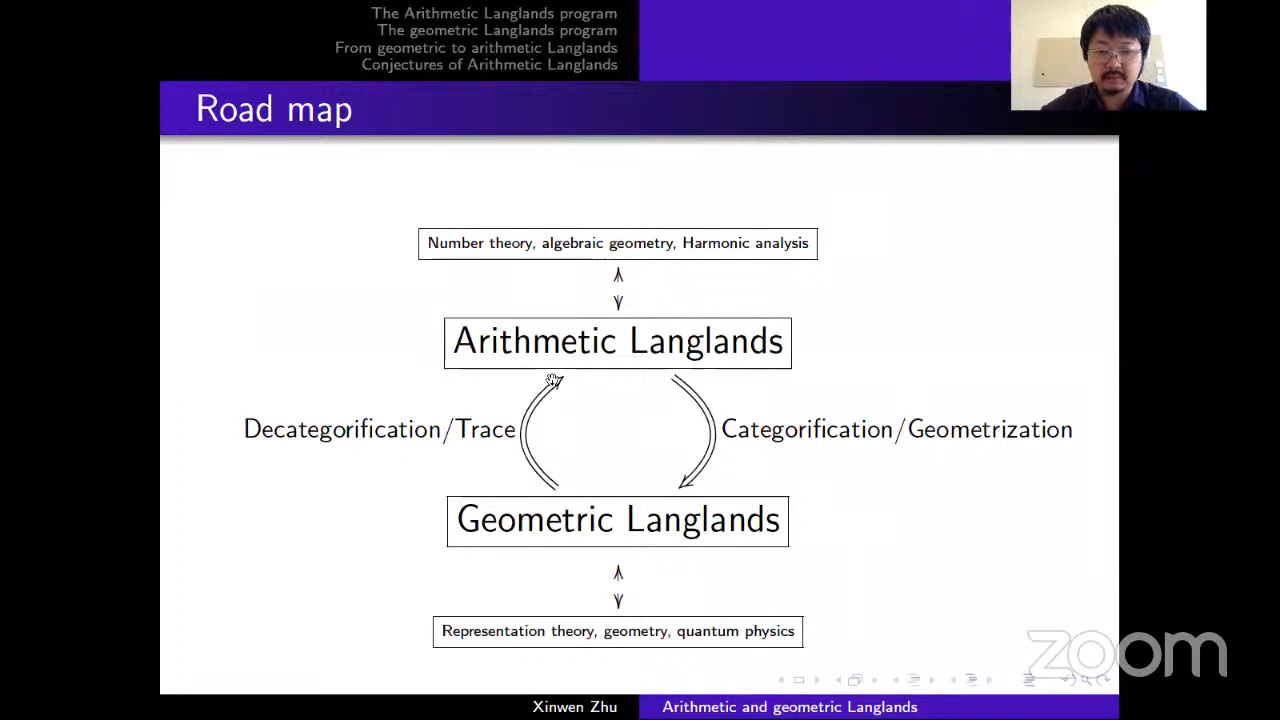 The Arithmetic Langlands program
The geometric Langlands program
From geometric to arithmetic Langlands
Conjectures of Arithmetic Langlands
Road map
Number theory, algebraic geometry, Harmonic analysis
Arithmetic Langlands
Decategorification/Trace
Categorification/Geometrization
Geometric Langlands
Representation theory, geometry, quantum physics
zoom
Xinwen Zhu
Arithmetic and geometric Langlands